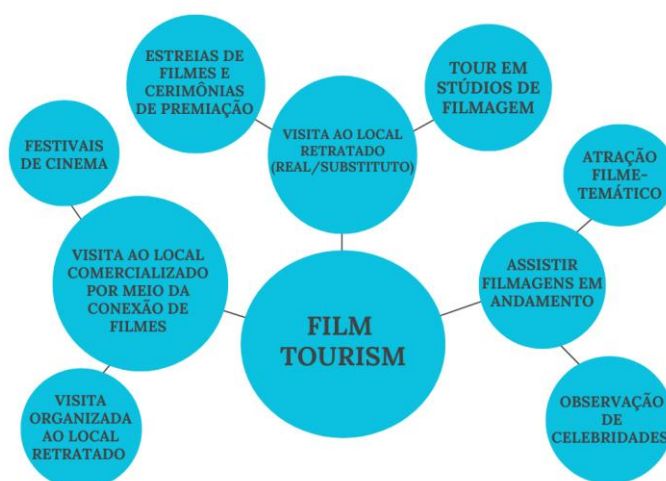 ESTREIAS DE
FILMES E
CERIMÔNIAS
DE PREMIAÇÃO
TOUR EM
STÚDIOS DE
FILMAGEM
FESTIVAIS
DE CINEMA
VISITA AO LOCAL
RETRATADO
(REAL/SUBSTITUTO)
ATRAÇÃO
FILME-
TEMÁTICO
VISITA AO LOCAL
COMERCIALIZADO
POR MEIO DA
CONEXÃO DE
FILMES
ASSISTIR
FILMAGENS EM
ANDAMENTO
FILM
TOURISM
VISITA
ORGANIZADA
AO LOCAL
RETRATADO
OBSERVAÇÃO
DE
CELEBRIDADES